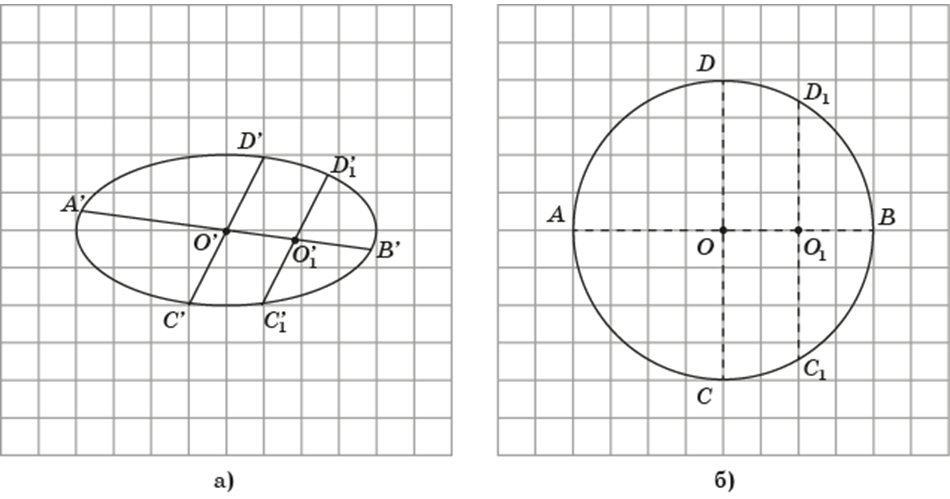 D’
D’₁
A’
O’
O’₁
B’
C’
C’₁
а)
D
D₁
A
B
O
O₁
C₁
C
б)